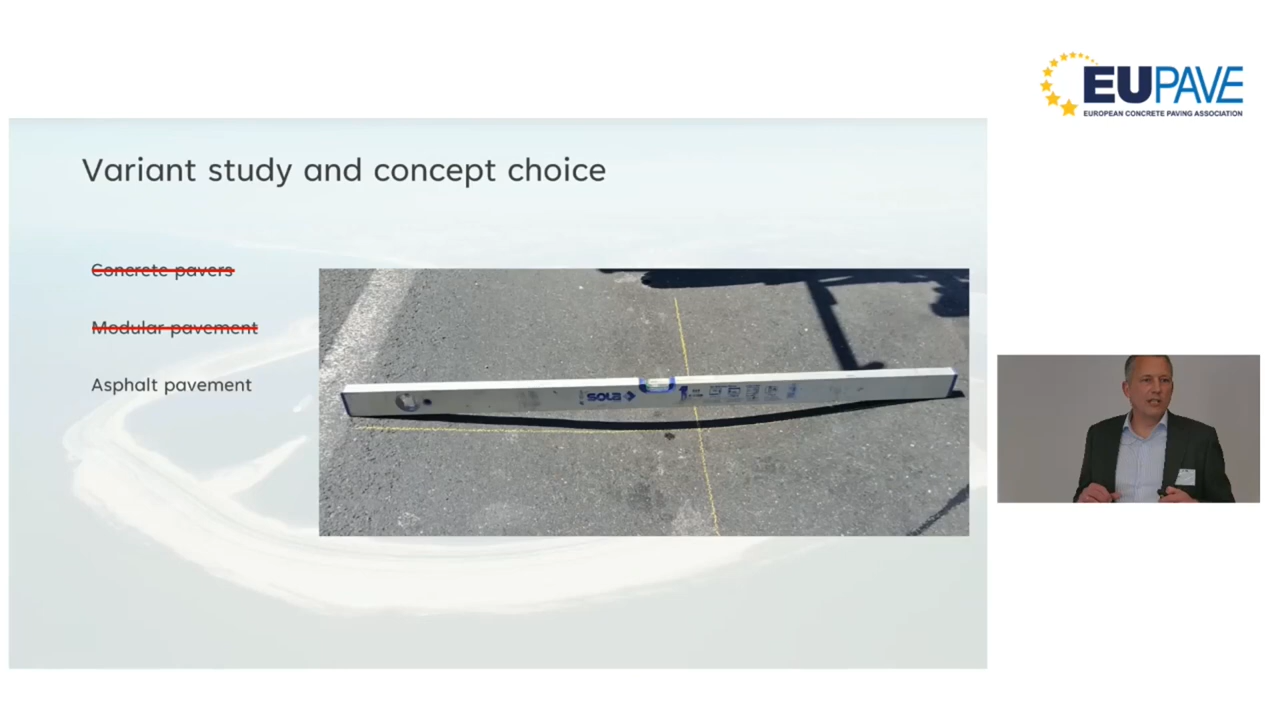 EUPAVE
EUROPEAN CONCRETE PAVING ASSOCIATION
Variant study and concept choice
Concrete pavers
Modular pavement
Asphalt pavement
SOLA